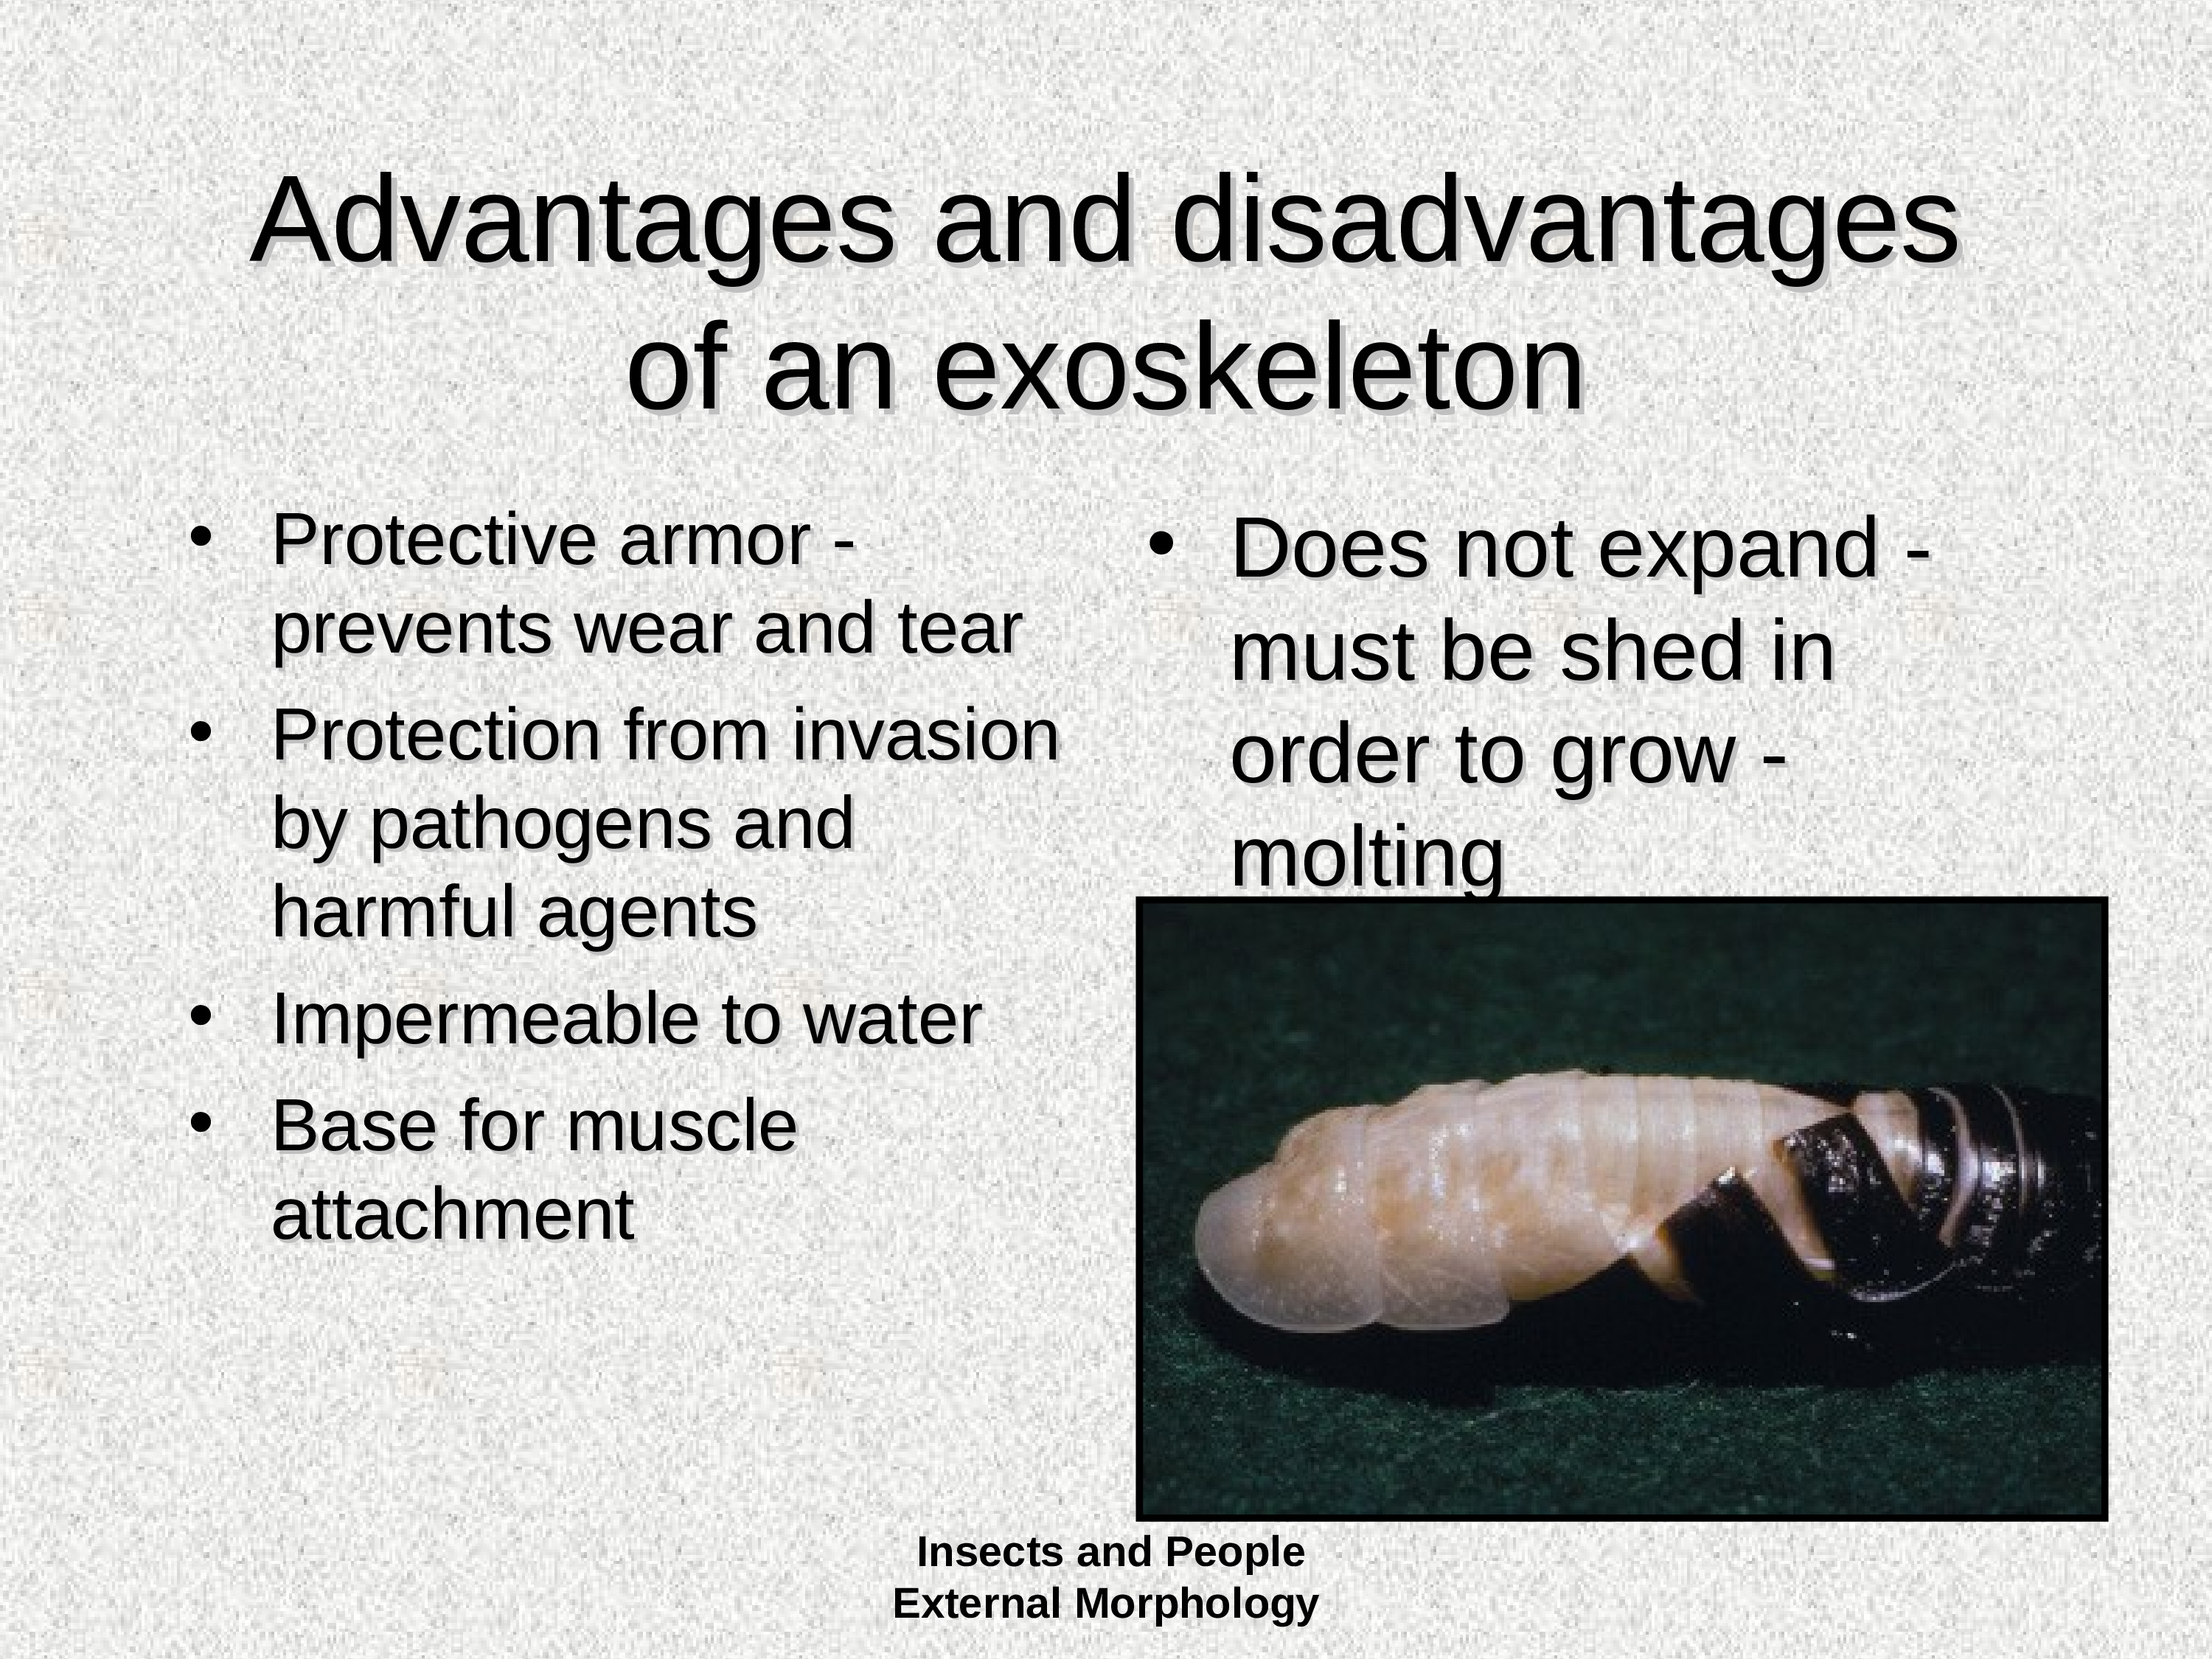 Advantages and disadvantages
of an exoskeleton
• Protective armor -
prevents wear and tear
• Protection from invasion
by pathogens and
harmful agents
• Impermeable to water
• Base for muscle
attachment
• Does not expand -
must be shed in
order to grow -
molting
Insects and People
External Morphology